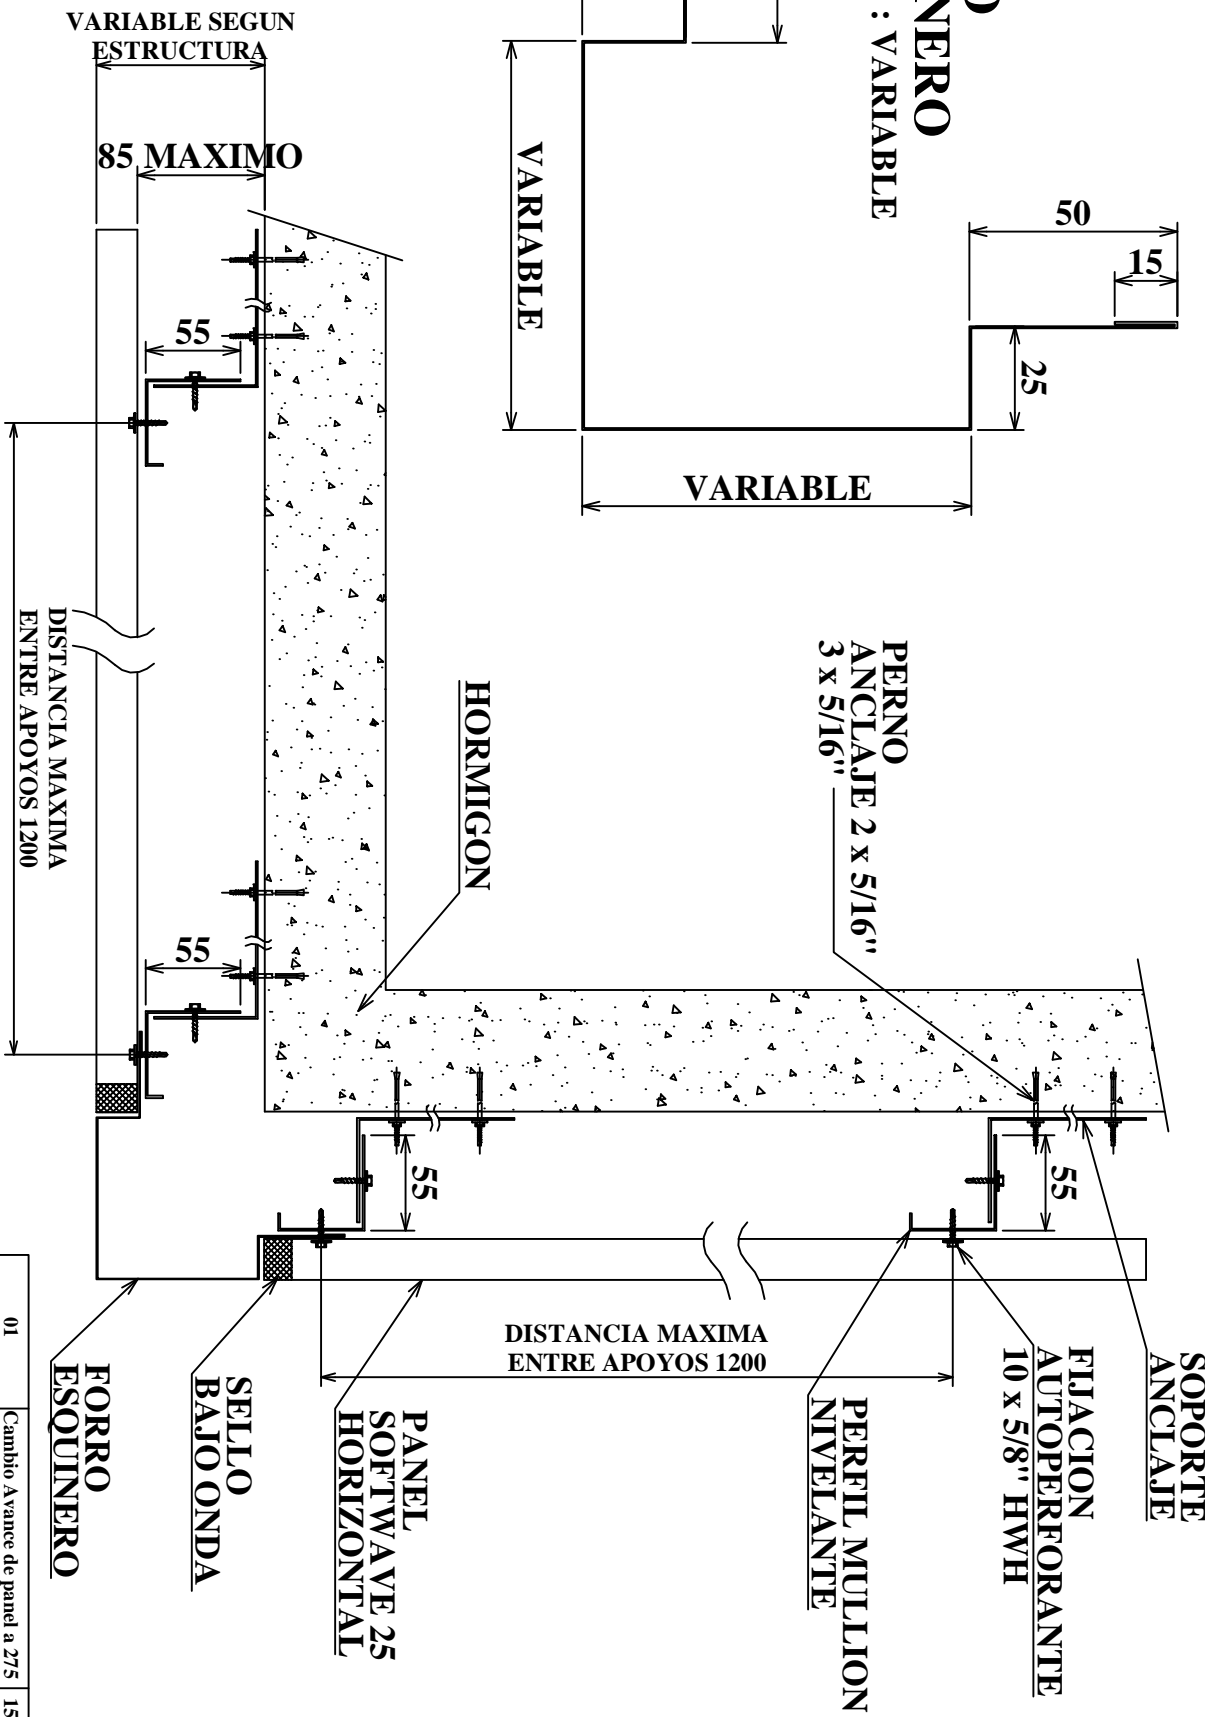 VARIABLE SEGUN
ESTRUCTURA
85 MAXIMO
NERO
: VARIABLE
VARIABLE
50
15
25
VARIABLE
55
DISTANCIA MAXIMA
ENTRE APOYOS 1200
HORMIGON
PERNO
ANCLAJE 2 x 5/16"
3 x 5/16"
55
55
55
DISTANCIA MAXIMA
ENTRE APOYOS 1200
SOPORTE
ANCLAJE
FIJACION
AUTOPERFORANTE
10 x 5/8" HWH
PERFIL MULLION
NIVELANTE
PANEL
SOFTWAVE 25
HORIZONTAL
SELLO
BAJO ONDA
FORRO
ESQUINERO
01
Cambio Avance de panel a 275
15